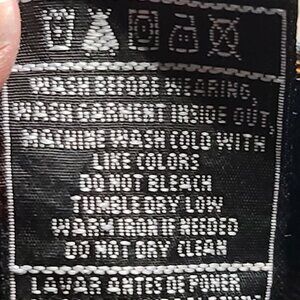 WASH BEFORE WEARING,
WASH GARMENT INSIDE OUT,
MACHINE WASH COLD WITH
LIKE COLORS
DO NOT BLEACH
TUMBLE DRY LOW
WARM IRON IF NEEDED
DO NOT DRY CLEAN
LAVAR ANTES DE PONER